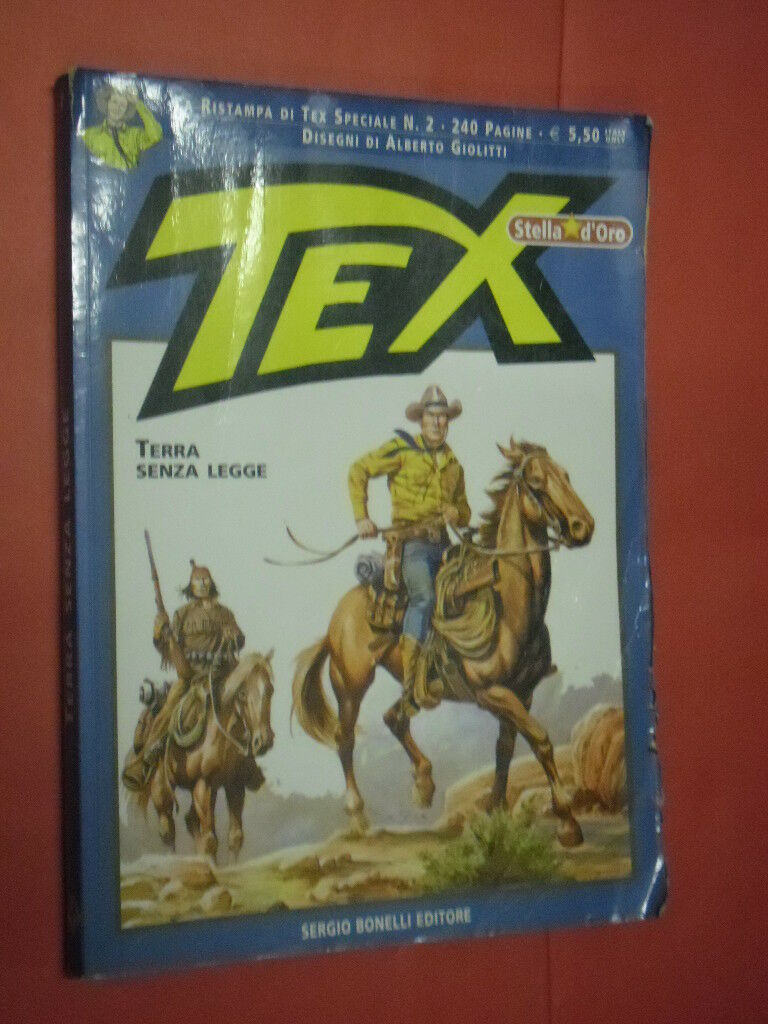 RISTAMPA DI TEX SPECIALE N. 2 · 240 PAGINE · € 5,50
DISEGNI DI ALBERTO GIOLITTI
TEX
Stella d'Oro
TERRA
SENZA LEGGE
TERRA SENZA LEGGE
SERGIO BONELLI EDITORE